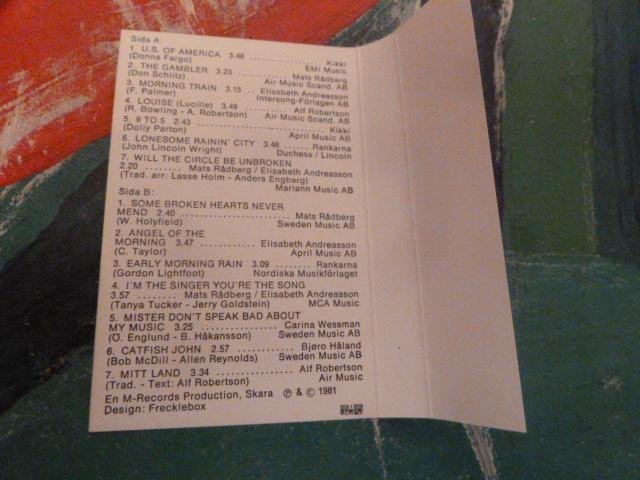 Sida A:
1. U.S. OF AMERICA 3.48 .................. Kikki
(Donna Fargo) EMI Music
2. THE GAMBLER 3.23 ............ Mats Rådberg
(Don Schlitz) Air Music Scand. AB
3. MORNING TRAIN 3.15 .. Elisabeth Andreasson
(F. Palmer) Intersong-Förlagen AB
4. LOUISE (Lucille) 3.49 ............ Alf Robertson
(R. Bowling - A. Robertson) Air Music Scand. AB
5. 9 TO 5 2.43 ........................... Kikki
(Dolly Parton) April Music AB
6. LONESOME RAININ' CITY 3.46 ..... Rankarna
(John Lincoln Wright) Duchess / Lincoln
7. WILL THE CIRCLE BE UNBROKEN
2.20 ........ Mats Rådberg / Elisabeth Andreasson
(Trad. arr: Lasse Holm - Anders Engberg)
Mariann Music AB
Sida B:
1. SOME BROKEN HEARTS NEVER
MEND 2.40 ........................ Mats Rådberg
(W. Holyfield) Sweden Music AB
2. ANGEL OF THE
MORNING 3.47 ............ Elisabeth Andreasson
(C. Taylor) April Music AB
3. EARLY MORNING RAIN 3.09 ........ Rankarna
(Gordon Lightfoot) Nordiska Musikförlaget
4. I'M THE SINGER YOU'RE THE SONG
3.57 ........ Mats Rådberg / Elisabeth Andreasson
(Tanya Tucker - Jerry Goldstein) MCA Music
5. MISTER DON'T SPEAK BAD ABOUT
MY MUSIC 3.25 ................ Carina Wessman
(Ö. Englund - B. Håkansson) Sweden Music AB
6. CATFISH JOHN 2.57 ............ Bjøro Håland
(Bob McDill - Allen Reynolds) Sweden Music AB
7. MITT LAND 3.34 ................ Alf Robertson
(Trad. - Text: Alf Robertson) Air Music
En M-Records Production, Skara ℗ & © 1981
Design: Frecklebox